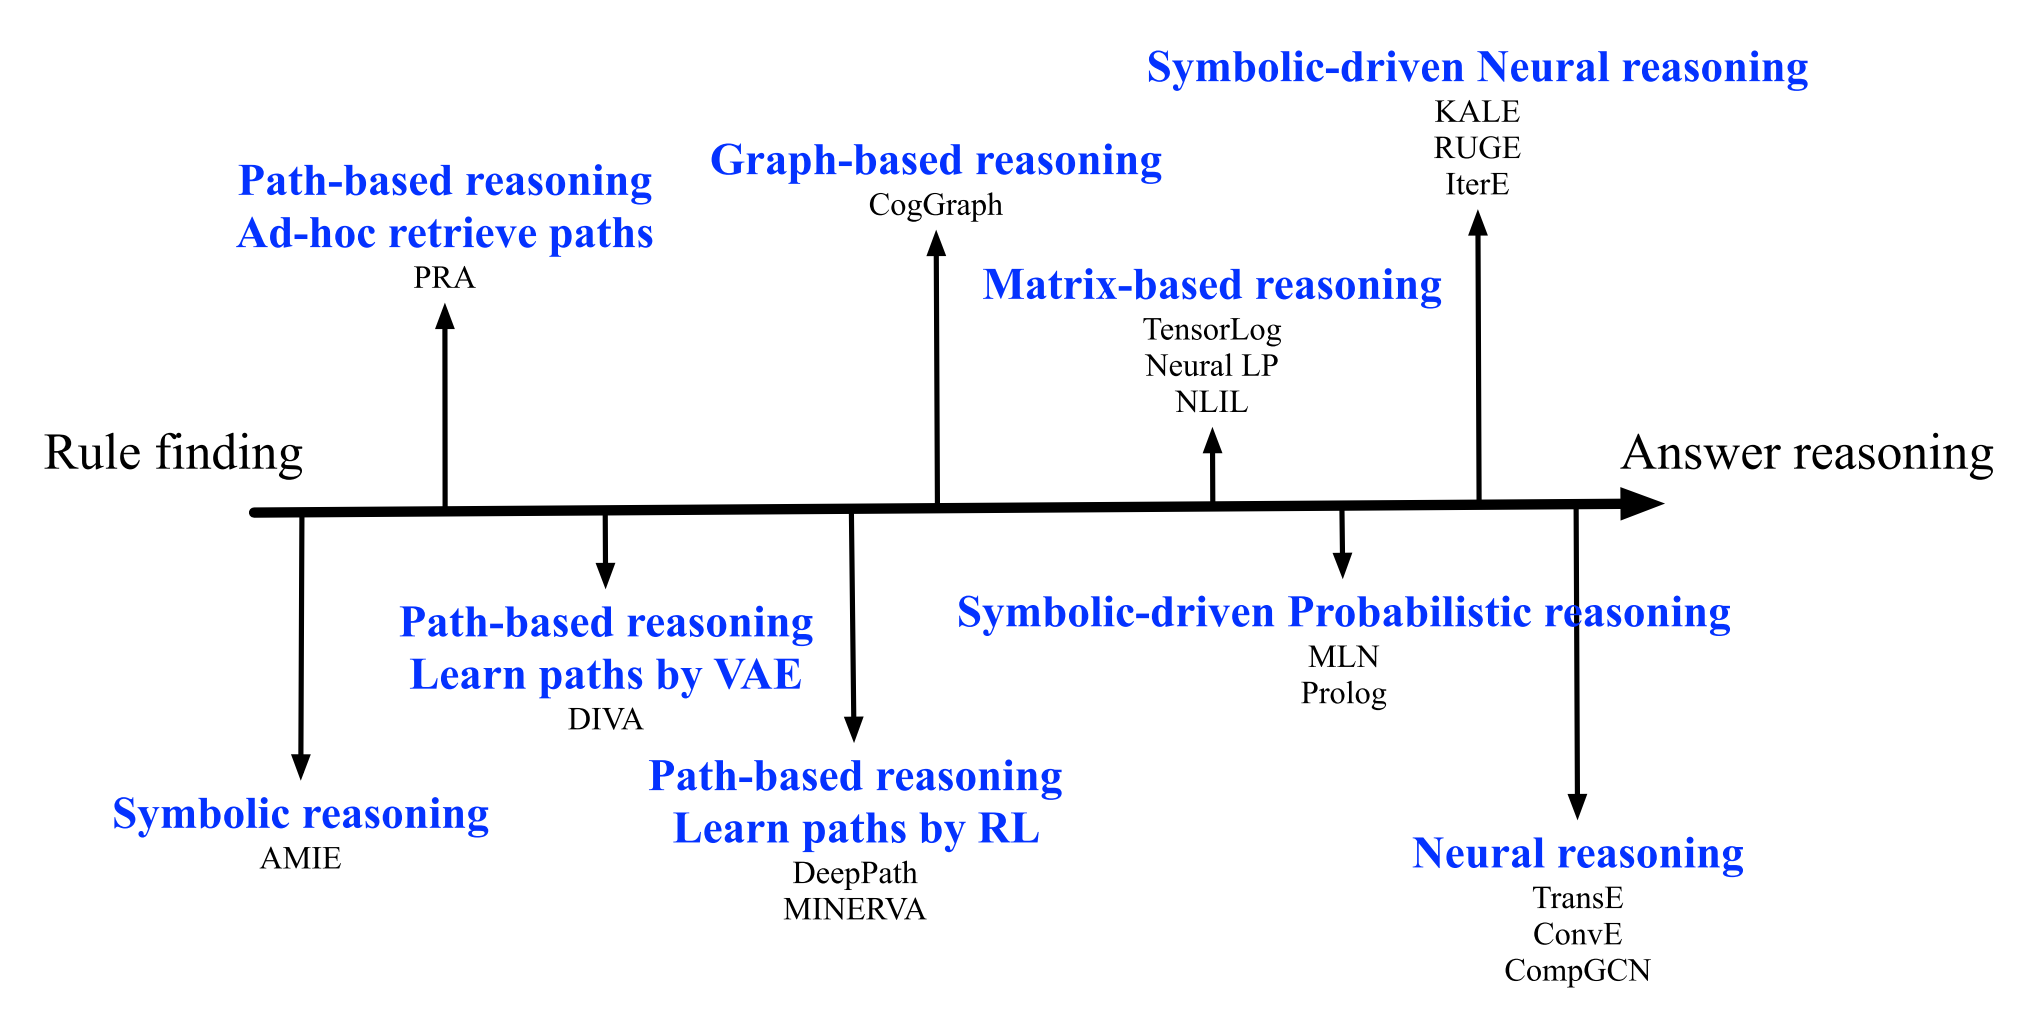 Symbolic-driven Neural reasoning
KALE
RUGE
IterE
Path-based reasoning
Ad-hoc retrieve paths
PRA
Graph-based reasoning
CogGraph
Matrix-based reasoning
TensorLog
Neural LP
NLIL
Rule finding
Answer reasoning
Path-based reasoning
Learn paths by VAE
DIVA
Symbolic-driven Probabilistic reasoning
MLN
Prolog
Symbolic reasoning
AMIE
Path-based reasoning
Learn paths by RL
DeepPath
MINERVA
Neural reasoning
TransE
ConvE
CompGCN